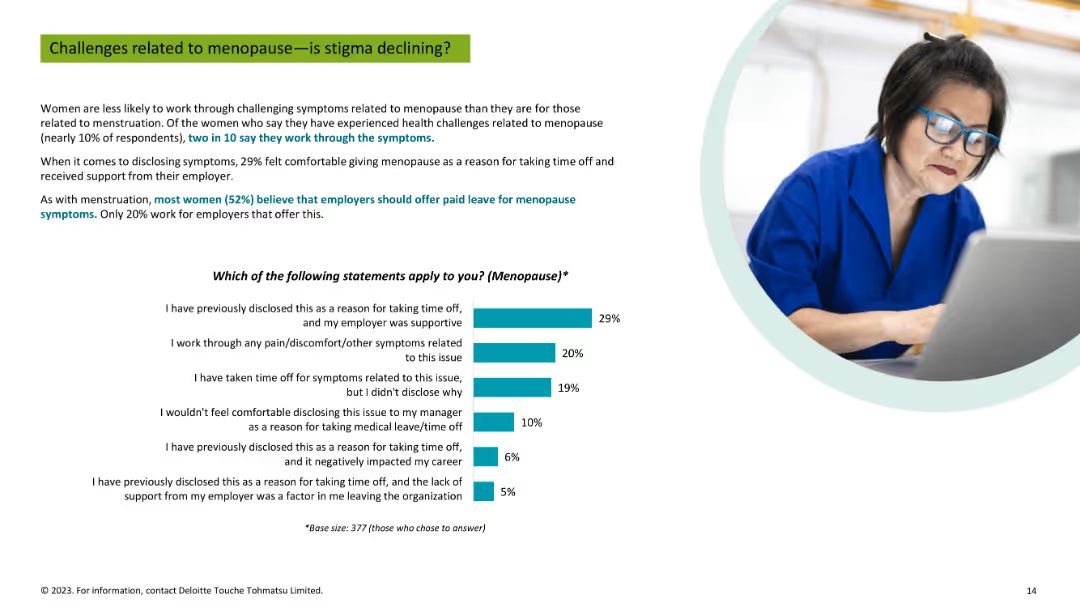 Challenges related to menopause—is stigma declining?
Women are less likely to work through challenging symptoms related to menopause than they are for those
related to menstruation. Of the women who say they have experienced health challenges related to menopause
(nearly 10% of respondents), two in 10 say they work through the symptoms.
When it comes to disclosing symptoms, 29% felt comfortable giving menopause as a reason for taking time off and
received support from their employer.
As with menstruation, most women (52%) believe that employers should offer paid leave for menopause
symptoms. Only 20% work for employers that offer this.
Which of the following statements apply to you? (Menopause)*
I have previously disclosed this as a reason for taking time off,
and my employer was supportive
29%
I work through any pain/discomfort/other symptoms related
to this issue
20%
I have taken time off for symptoms related to this issue,
but I didn't disclose why
19%
I wouldn't feel comfortable disclosing this issue to my manager
as a reason for taking medical leave/time off
10%
I have previously disclosed this as a reason for taking time off,
and it negatively impacted my career
6%
I have previously disclosed this as a reason for taking time off, and the lack of
support from my employer was a factor in me leaving the organization
5%
*Base size: 377 (those who chose to answer)
© 2023. For information, contact Deloitte Touche Tohmatsu Limited.
14